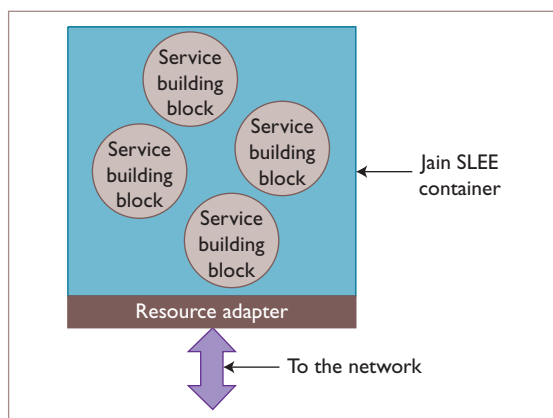 Service
building
block
Service
building
block
Service
building
block
Service
building
block
Jain SLEE
container
Resource adapter
To the network